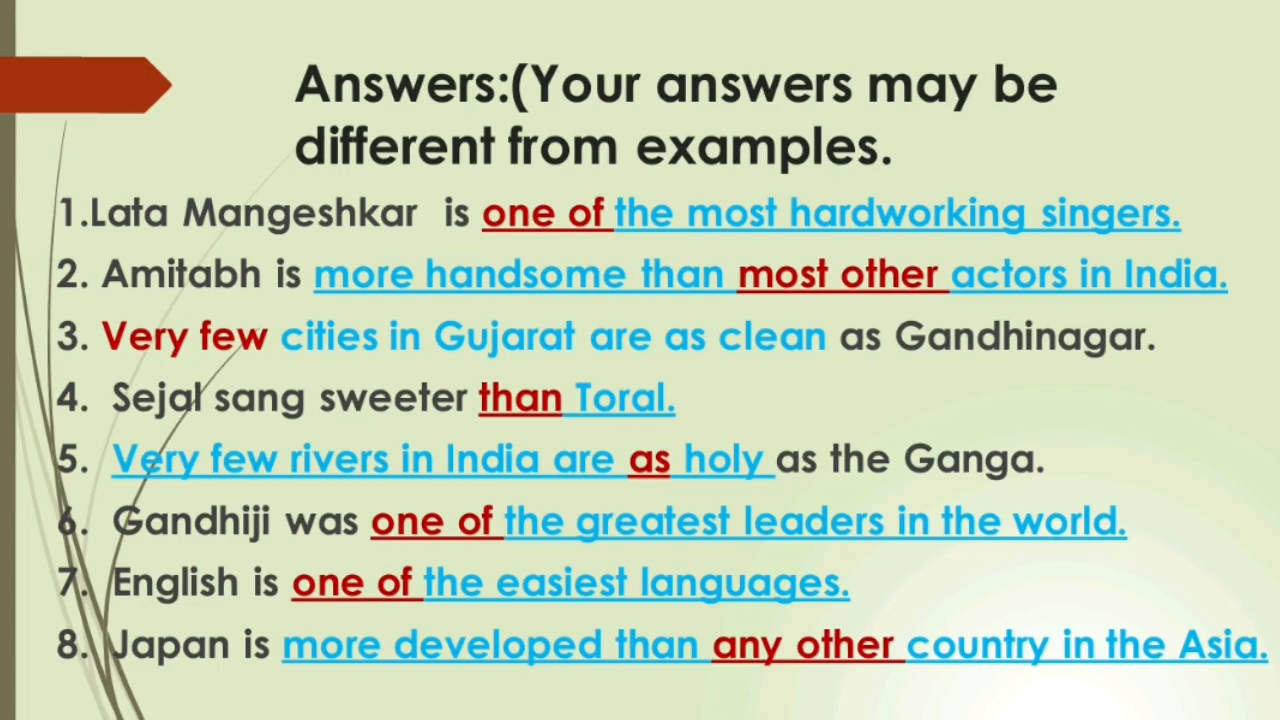 Answers:(Your answers may be
different from examples.
1.Lata Mangeshkar is one of the most hardworking singers.
2. Amitabh is more handsome than most other actors in India.
3. Very few cities in Gujarat are as clean as Gandhinagar.
4. Sejal sang sweeter than Toral.
5. Very few rivers in India are as holy as the Ganga.
6. Gandhiji was one of the greatest leaders in the world.
7. English is one of the easiest languages.
8. Japan is more developed than any other country in the Asia.